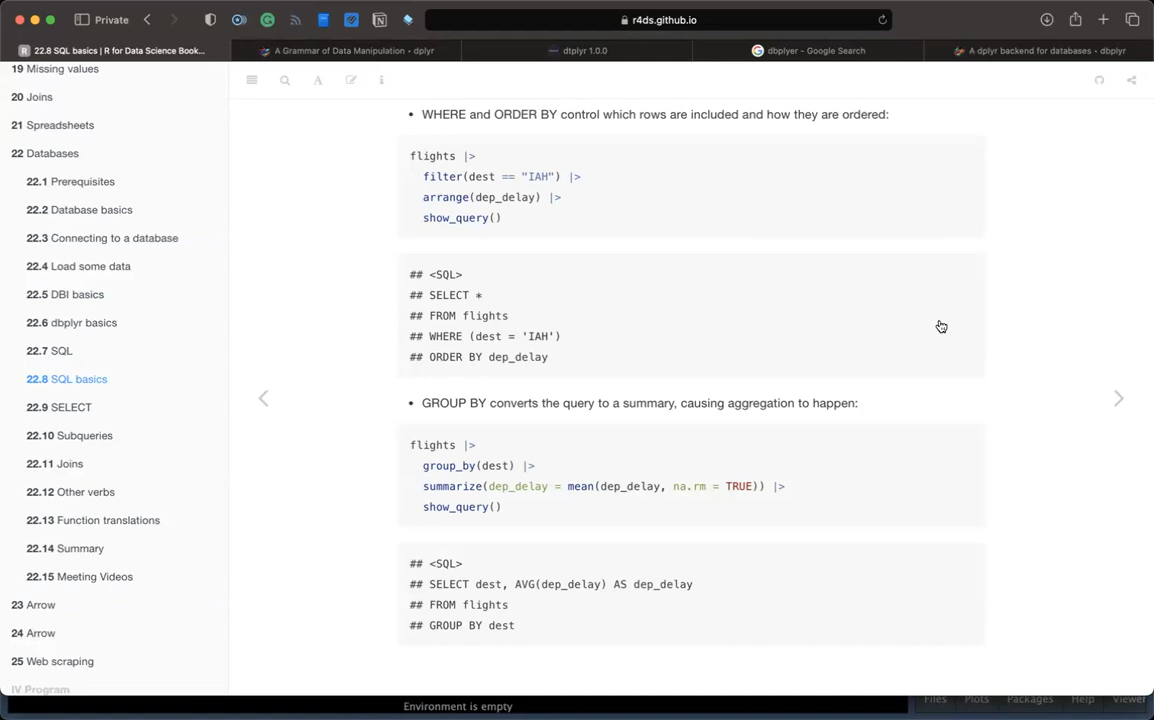 Private
r4ds.github.io
R 22.8 SQL basics | R for Data Science Book...
A Grammar of Data Manipulation • dplyr
dtplyr 1.0.0
dbplyer - Google Search
A dplyr backend for databases • dbplyr
19 Missing values
20 Joins
21 Spreadsheets
22 Databases
22.1 Prerequisites
22.2 Database basics
22.3 Connecting to a database
22.4 Load some data
22.5 DBI basics
22.6 dbplyr basics
22.7 SQL
22.8 SQL basics
22.9 SELECT
22.10 Subqueries
22.11 Joins
22.12 Other verbs
22.13 Function translations
22.14 Summary
22.15 Meeting Videos
23 Arrow
24 Arrow
25 Web scraping
IV Program
• WHERE and ORDER BY control which rows are included and how they are ordered:
flights |>
filter(dest == "IAH") |>
arrange(dep_delay) |>
show_query()
## <SQL>
## SELECT *
## FROM flights
## WHERE (dest = 'IAH')
## ORDER BY dep_delay
• GROUP BY converts the query to a summary, causing aggregation to happen:
flights |>
group_by(dest) |>
summarize(dep_delay = mean(dep_delay, na.rm = TRUE)) |>
show_query()
## <SQL>
## SELECT dest, AVG(dep_delay) AS dep_delay
## FROM flights
## GROUP BY dest
Environment is empty
Files Plots Packages Help Viewer